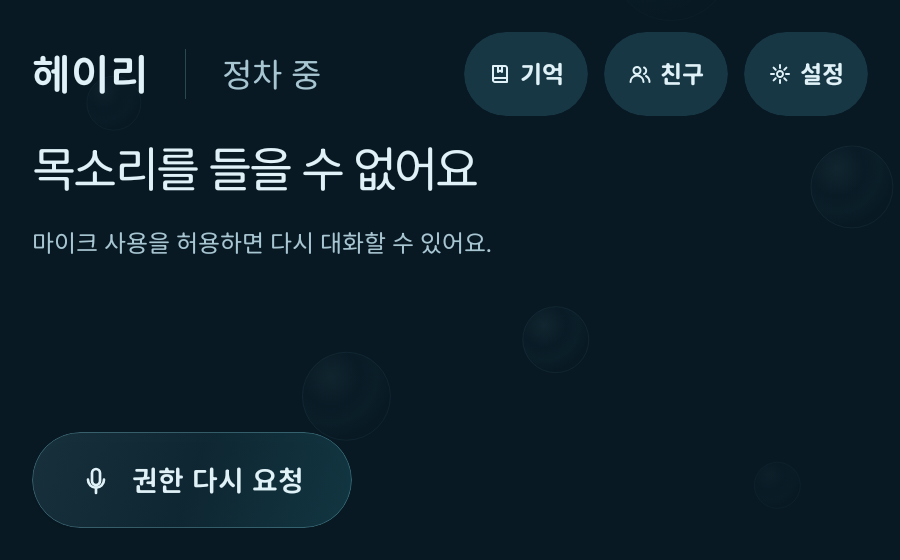 헤이리 정차 중 기억 친구 설정
목소리를 들을 수 없어요
마이크 사용을 허용하면 다시 대화할 수 있어요.
권한 다시 요청